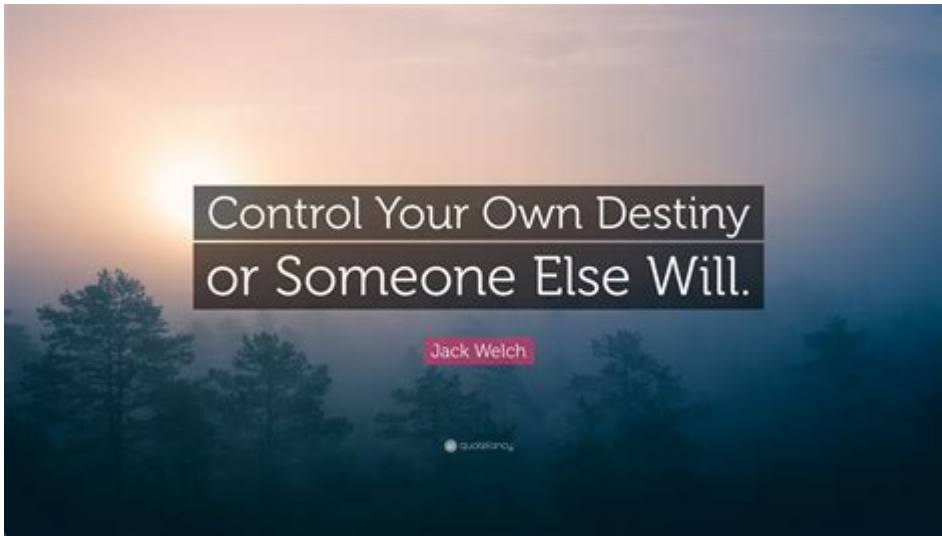 Control Your Own Destiny
or Someone Else Will.
Jack Welch
quotefancy